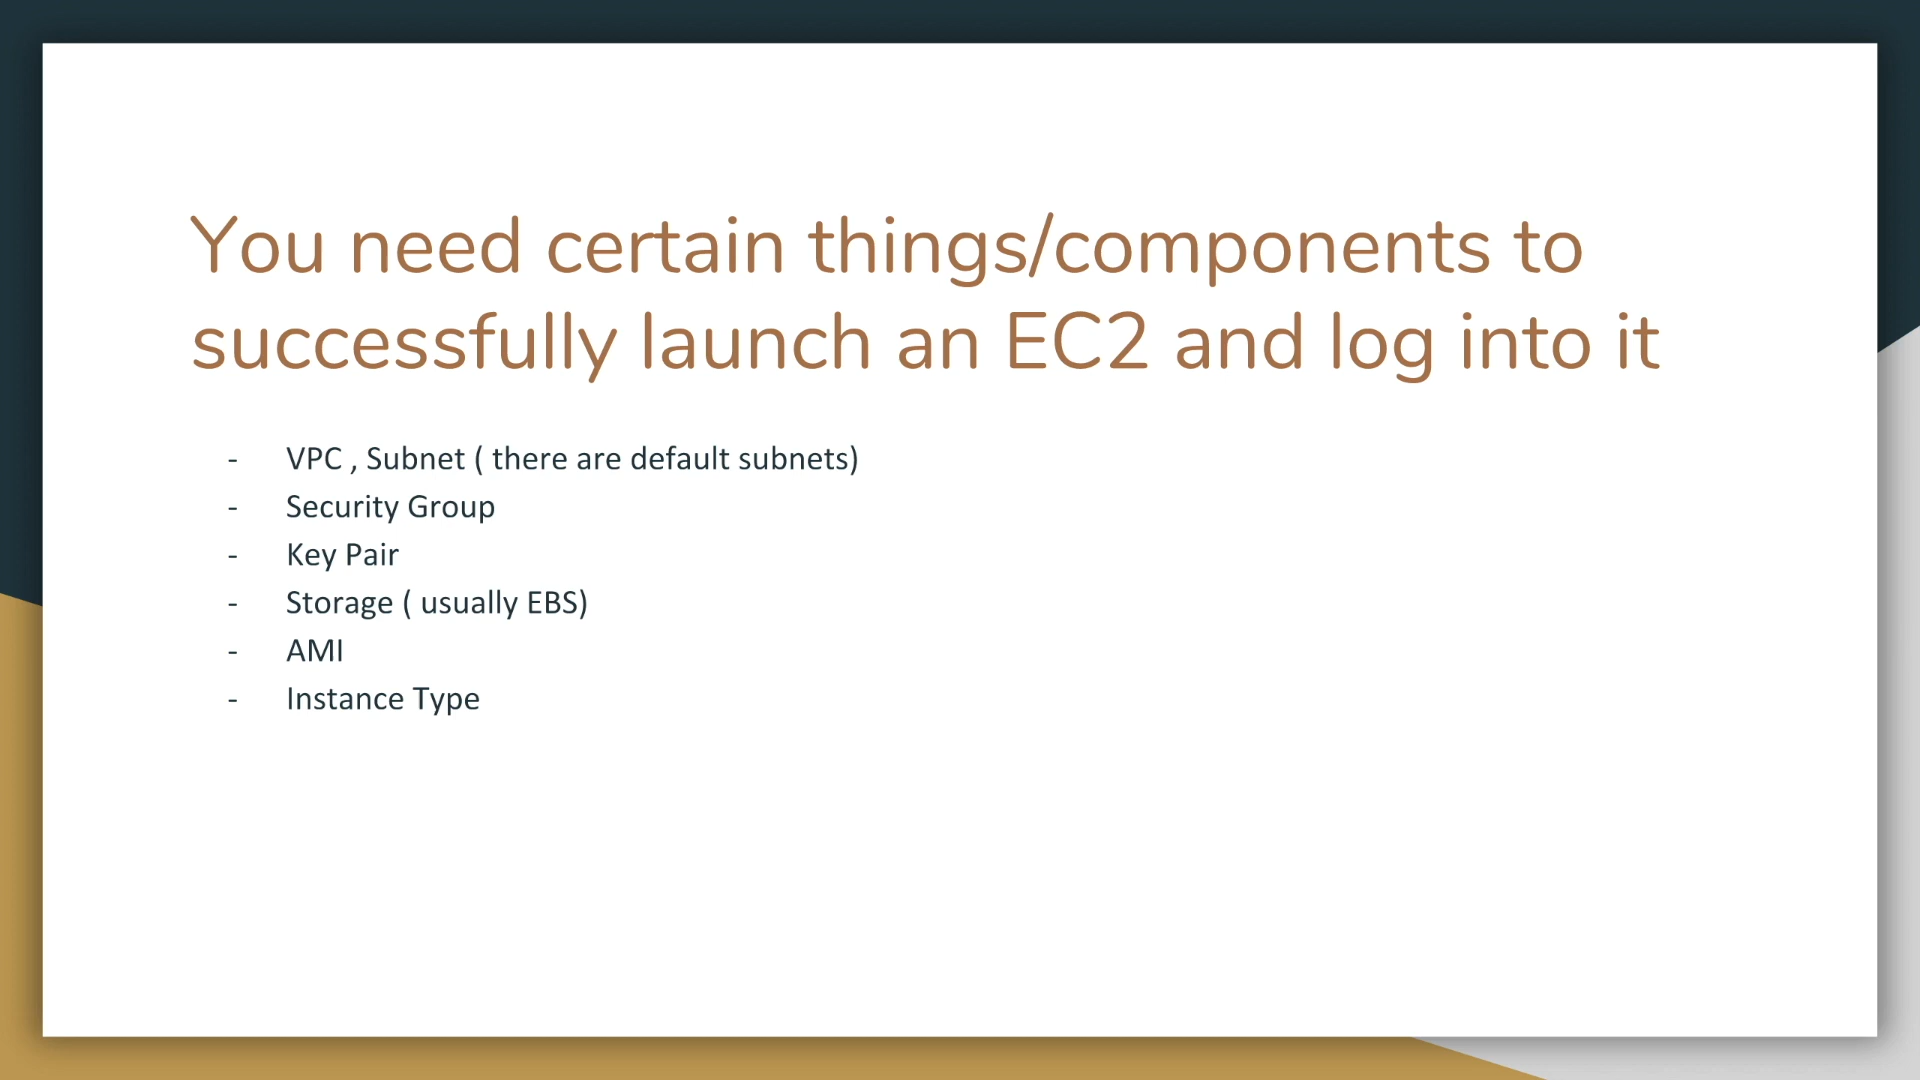 You need certain things/components to
successfully launch an EC2 and log into it
- VPC , Subnet ( there are default subnets)
- Security Group
- Key Pair
- Storage ( usually EBS)
- AMI
- Instance Type